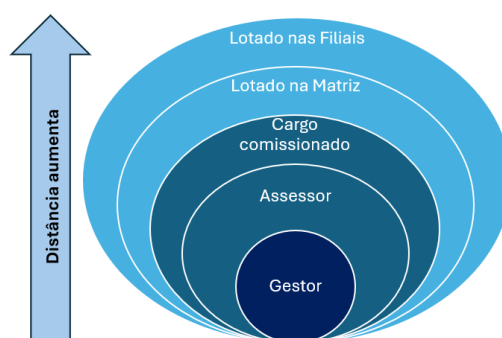 Distância aumenta
Lotado nas Filiais
Lotado na Matriz
Cargo
comissionado
Assessor
Gestor